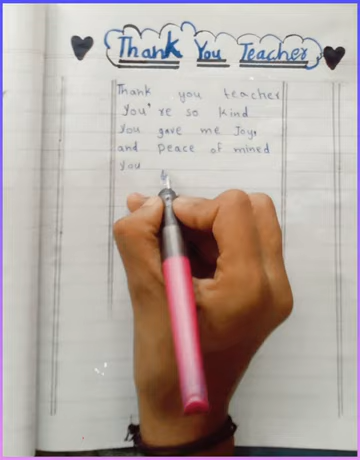 Thank You Teacher
Thank you teacher
You're so kind
You gave me Joy,
and peace of mined
You